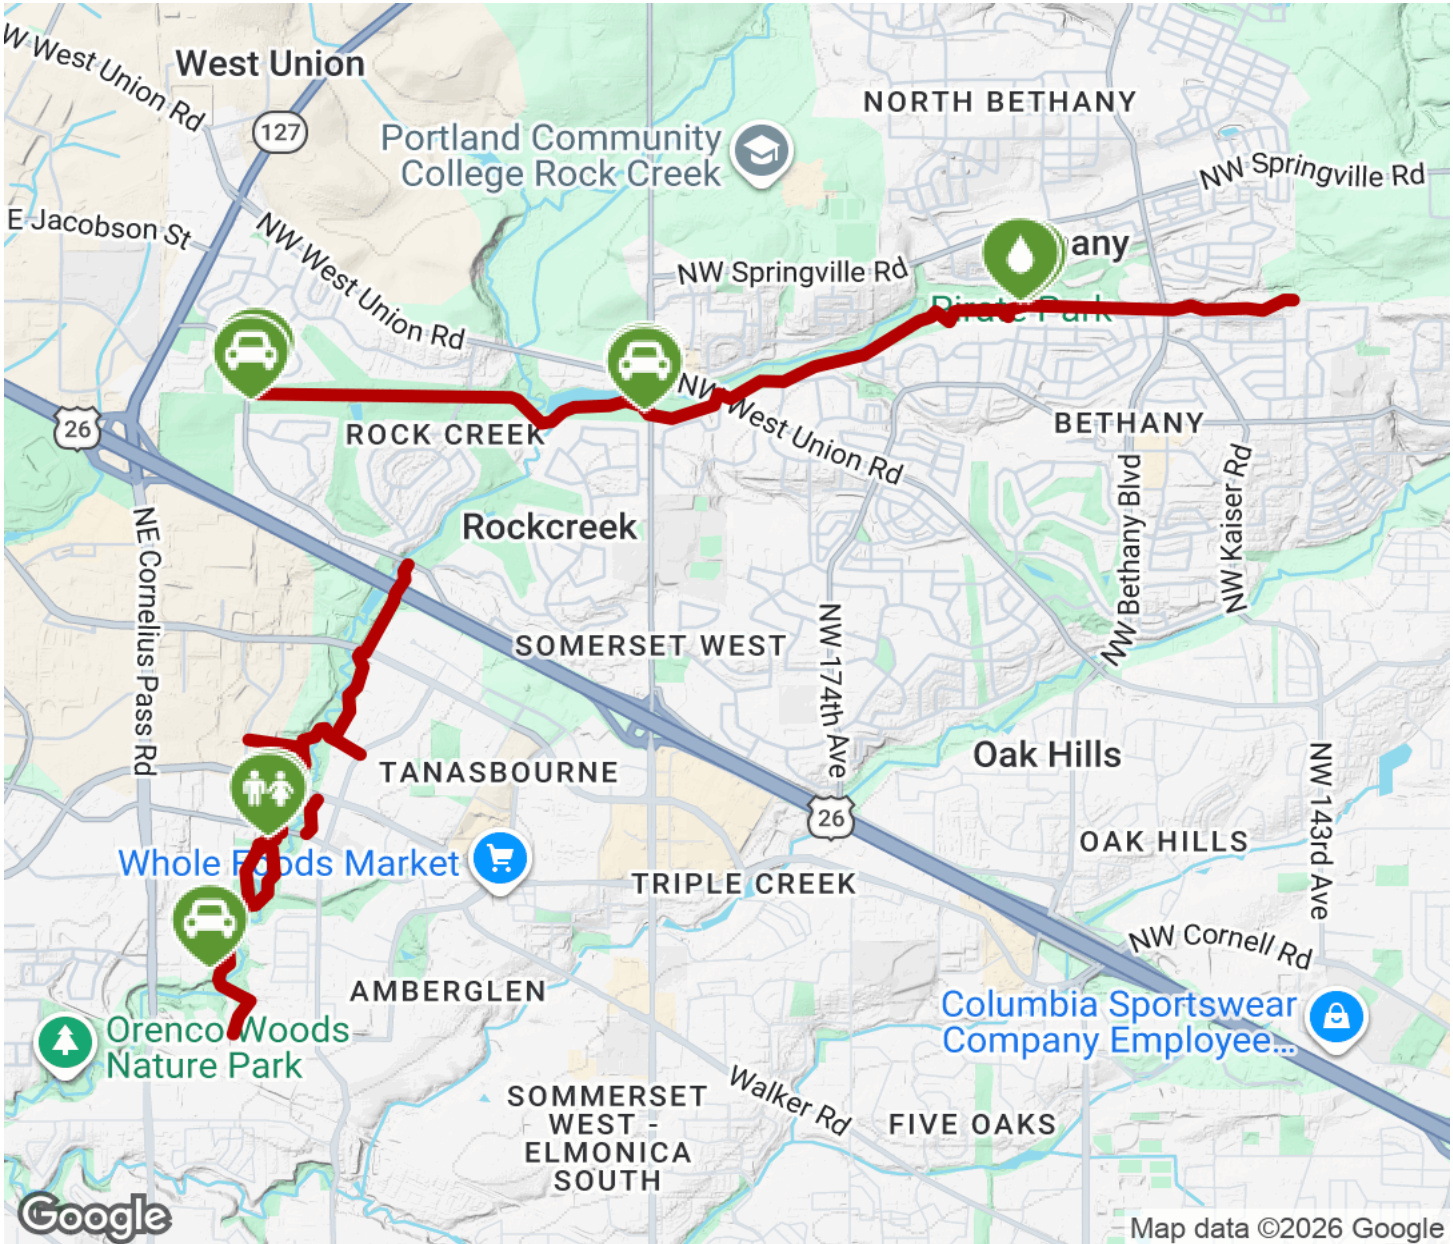 W West Union Rd
West Union
127
NORTH BETHANY
Portland Community
College Rock Creek
NW Springville Rd
E Jacobson St
NW West Union Rd
any
NW Springville Rd
Pirate Park
NW West Union Rd
26
ROCK CREEK
BETHANY
Rockcreek
NE Cornelius Pass Rd
NW Bethany Blvd
NW Kaiser Rd
SOMERSET WEST
NW 174th Ave
Oak Hills
TANASBOURNE
26
NW 143rd Ave
OAK HILLS
Whole Foods Market
TRIPLE CREEK
NW Cornell Rd
AMBERGLEN
Columbia Sportswear
Company Employee...
Orenco Woods
Nature Park
Walker Rd
SOMMERSET
WEST -
ELMONICA
SOUTH
FIVE OAKS
Google
Map data ©2026 Google